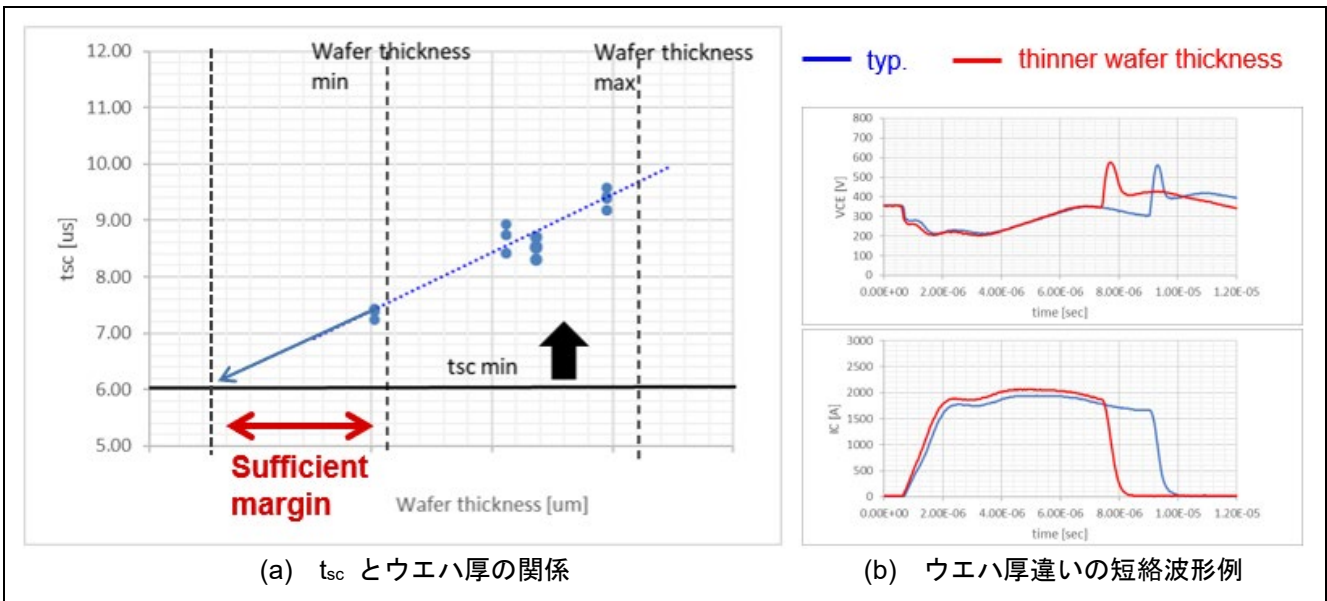 12.00
11.00
10.00
9.00
8.00
7.00
6.00
5.00
tsc [us]
Wafer thickness
min
Wafer thickness
max
tsc min
Sufficient
margin
Wafer thickness [um]
(a) tsc とウエハ厚の関係
typ.
thinner wafer thickness
800
700
600
500
400
300
200
100
0
VCE [V]
0.00E+00 2.00E-06 4.00E-06 6.00E-06 8.00E-06 1.00E-05 1.20E-05
time [sec]
3000
2500
2000
1500
1000
500
0
IC [A]
0.00E+00 2.00E-06 4.00E-06 6.00E-06 8.00E-06 1.00E-05 1.20E-05
time [sec]
(b) ウエハ厚違いの短絡波形例